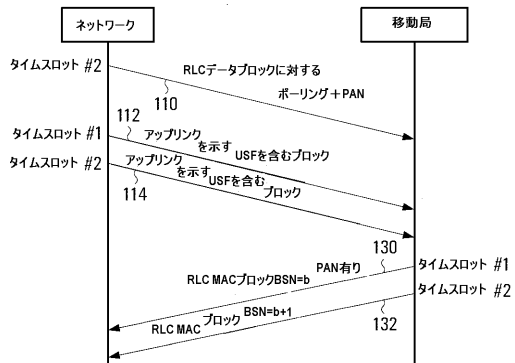 ネットワーク
移動局
タイムスロット #2
RLCデータブロックに対する
ポーリング＋PAN
110
112
タイムスロット #1
アップリンク
を示す
USFを含むブロック
タイムスロット #2
アップリンク
を示す
USFを含む
ブロック
114
130
PAN有り
タイムスロット #1
RLC MACブロックBSN=b
タイムスロット #2
RLC MAC
ブロック
BSN=b+1
132